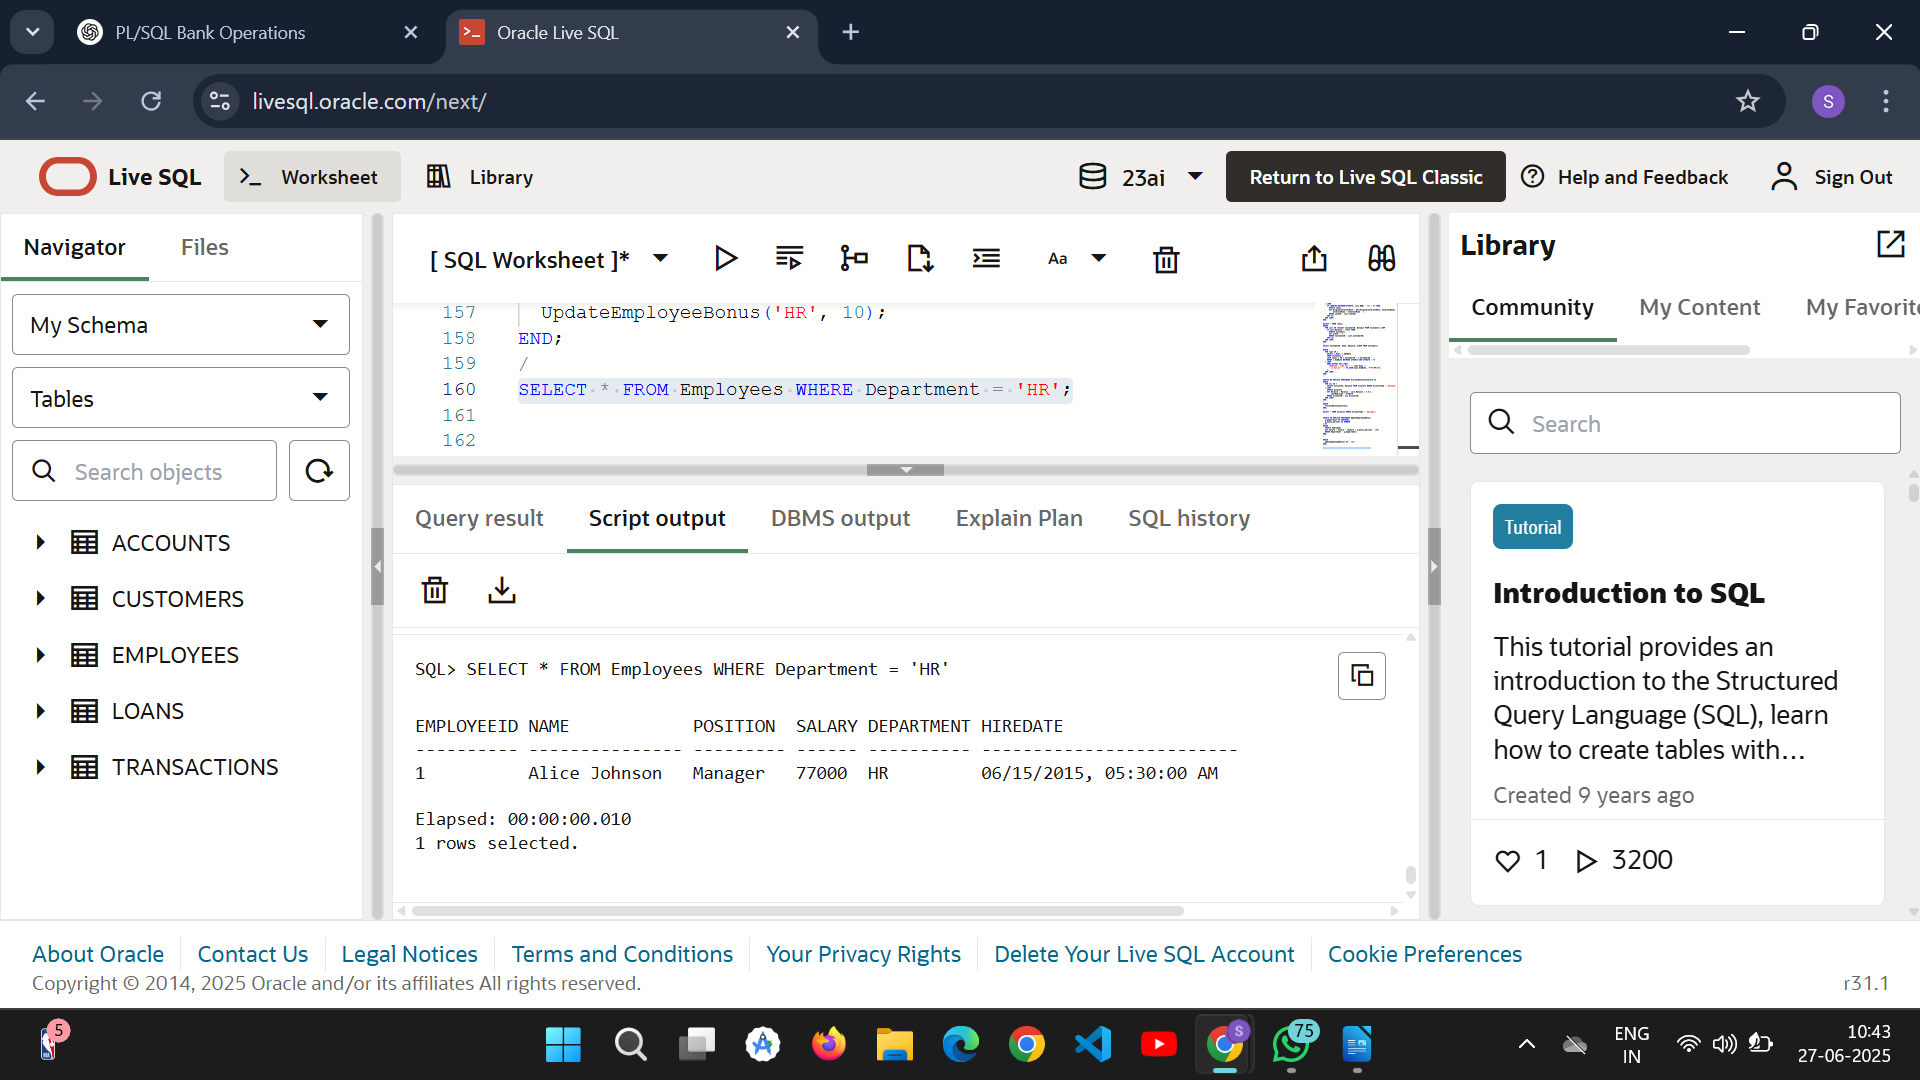 PL/SQL Bank Operations
Oracle Live SQL
livesql.oracle.com/next/
S
Live SQL
Worksheet
Library
23ai
Return to Live SQL Classic
Help and Feedback
Sign Out
Navigator
Files
My Schema
Tables
Search objects
ACCOUNTS
CUSTOMERS
EMPLOYEES
LOANS
TRANSACTIONS
[ SQL Worksheet ]*
Aa
157 UpdateEmployeeBonus('HR', 10);
158 END;
159 /
160 SELECT * FROM Employees WHERE Department = 'HR';
161
162
Query result
Script output
DBMS output
Explain Plan
SQL history
SQL> SELECT * FROM Employees WHERE Department = 'HR'
EMPLOYEEID NAME            POSITION  SALARY DEPARTMENT HIREDATE
---------- --------------- --------- ------ ---------- -------------------------
1          Alice Johnson   Manager   77000  HR         06/15/2015, 05:30:00 AM
Elapsed: 00:00:00.010
1 rows selected.
Library
Community
My Content
My Favorite
Search
Tutorial
Introduction to SQL
This tutorial provides an
introduction to the Structured
Query Language (SQL), learn
how to create tables with...
Created 9 years ago
1
3200
About Oracle
Contact Us
Legal Notices
Terms and Conditions
Your Privacy Rights
Delete Your Live SQL Account
Cookie Preferences
Copyright © 2014, 2025 Oracle and/or its affiliates All rights reserved.
r31.1
5
S
75
ENG
IN
10:43
27-06-2025